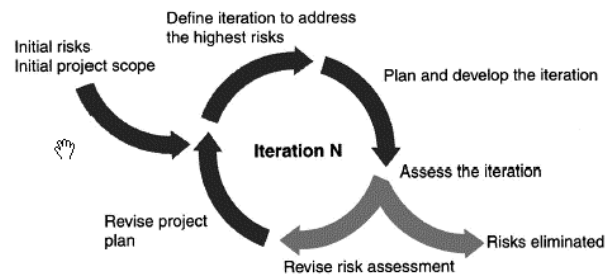 Define iteration to address
the highest risks
Initial risks
Initial project scope
Plan and develop the iteration
Iteration N
Assess the iteration
Revise project
plan
Risks eliminated
Revise risk assessment